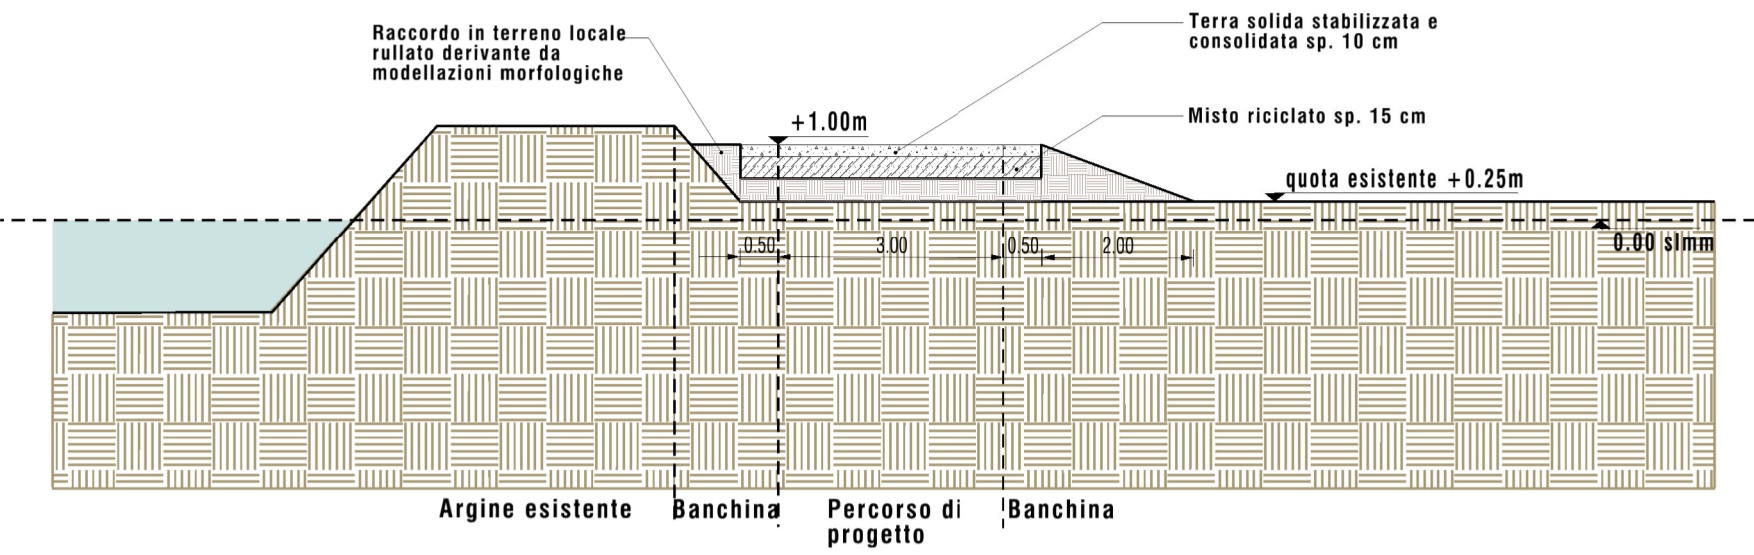 Raccordo in terreno locale
rullato derivante da
modellazioni morfologiche
Terra solida stabilizzata e
consolidata sp. 10 cm
Misto riciclato sp. 15 cm
+1.00m
quota esistente +0.25m
0.00 slmm
0.50 3.00 0.50 2.00
Argine esistente
Banchina
Percorso di
progetto
Banchina